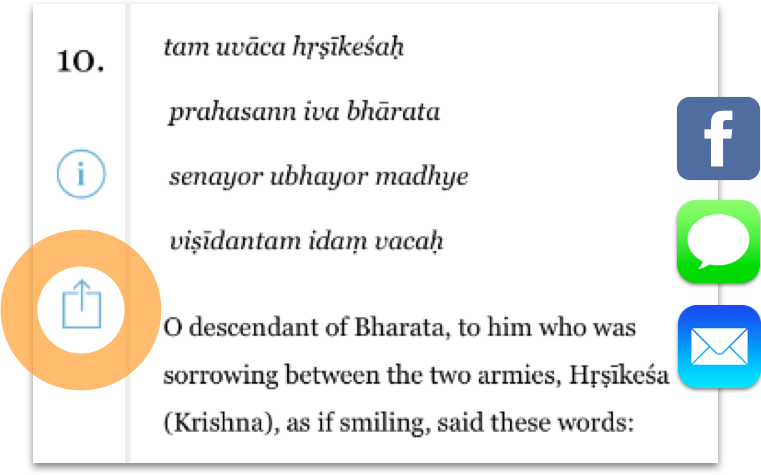 10.
tam uvāca hṛṣīkeśaḥ
prahasann iva bhārata
senayor ubhayor madhye
viṣīdantam idaṃ vacaḥ
O descendant of Bharata, to him who was
sorrowing between the two armies, Hṛṣīkeśa
(Krishna), as if smiling, said these words:
i
f